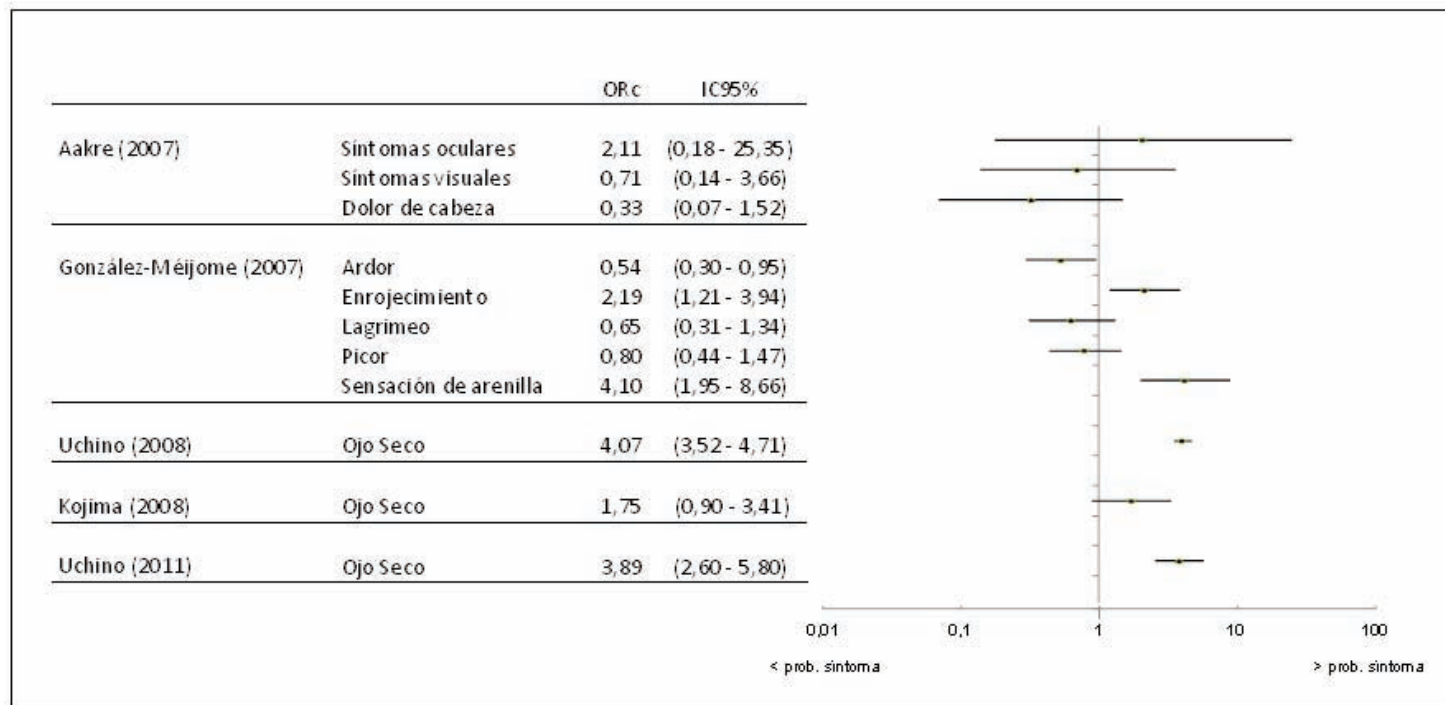 ORc IC95%
Aakre (2007) Síntomas oculares 2,11 (0,18 - 25,35)
Síntomas visuales 0,71 (0,14 - 3,66)
Dolor de cabeza 0,33 (0,07 - 1,52)
González-Méijome (2007) Ardor 0,54 (0,30 - 0,95)
Enrojecimiento 2,19 (1,21 - 3,94)
Lagrimeo 0,65 (0,31 - 1,34)
Picor 0,80 (0,44 - 1,47)
Sensación de arenilla 4,10 (1,95 - 8,66)
Uchino (2008) Ojo Seco 4,07 (3,52 - 4,71)
Kojima (2008) Ojo Seco 1,75 (0,90 - 3,41)
Uchino (2011) Ojo Seco 3,89 (2,60 - 5,80)
0,01 0,1 1 10 100
< prob. síntoma > prob. síntoma